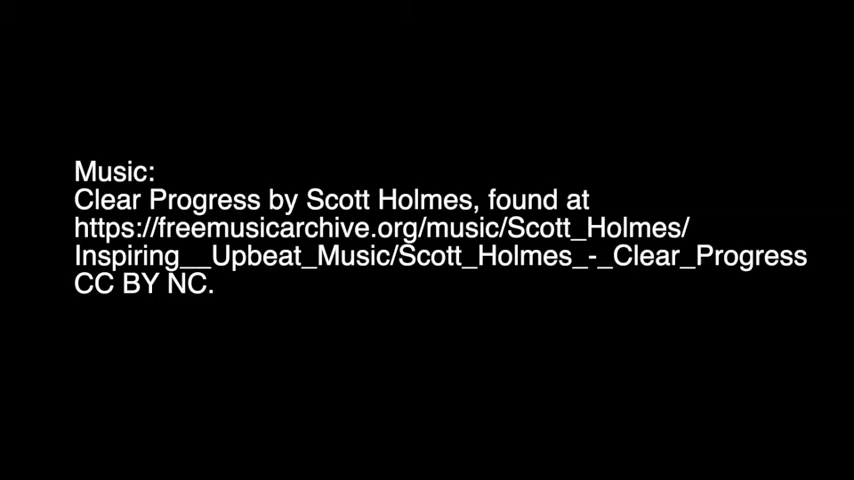 Music:
Clear Progress by Scott Holmes, found at
https://freemusicarchive.org/music/Scott_Holmes/
Inspiring__Upbeat_Music/Scott_Holmes_-_Clear_Progress
CC BY NC.